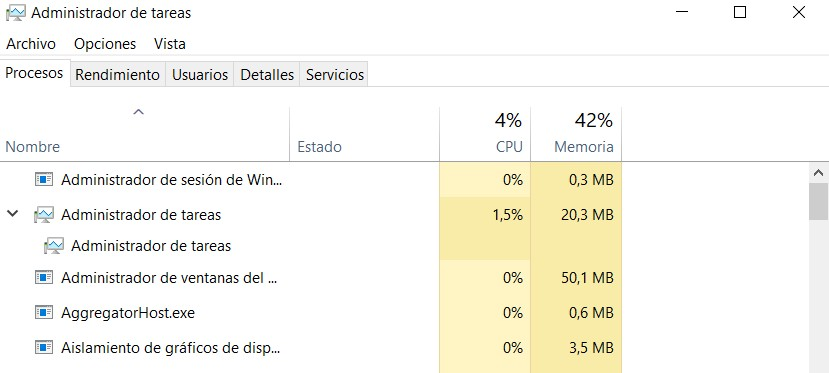 Administrador de tareas
Archivo Opciones Vista
Procesos Rendimiento Usuarios Detalles Servicios
4% 42%
Nombre Estado CPU Memoria
Administrador de sesión de Win... 0% 0,3 MB
Administrador de tareas 1,5% 20,3 MB
Administrador de tareas
Administrador de ventanas del ... 0% 50,1 MB
AggregatorHost.exe 0% 0,6 MB
Aislamiento de gráficos de disp... 0% 3,5 MB